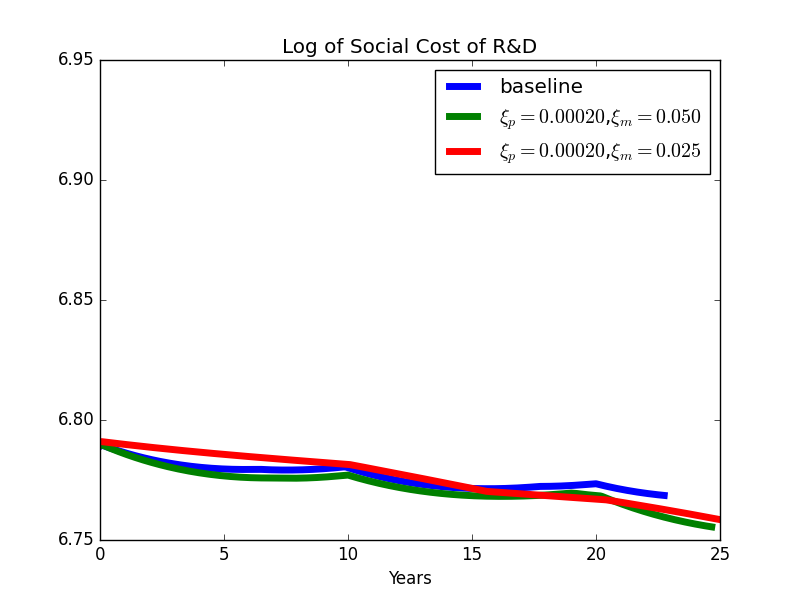 Log of Social Cost of R&D
6.95
6.90
6.85
6.80
6.75
baseline
ξₚ = 0.00020,ξₘ = 0.050
ξₚ = 0.00020,ξₘ = 0.025
0 5 10 15 20 25
Years